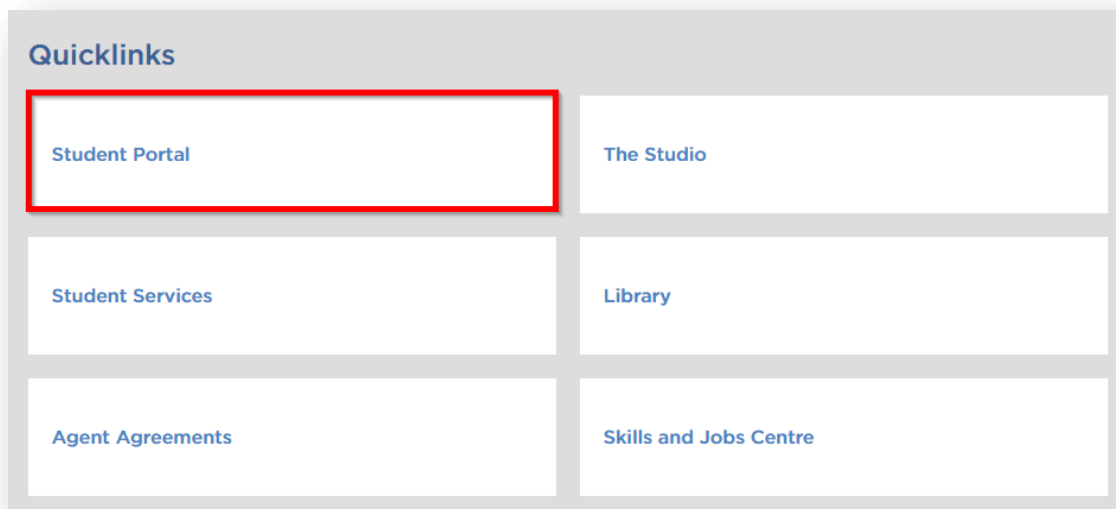 Quicklinks
Student Portal
The Studio
Student Services
Library
Agent Agreements
Skills and Jobs Centre